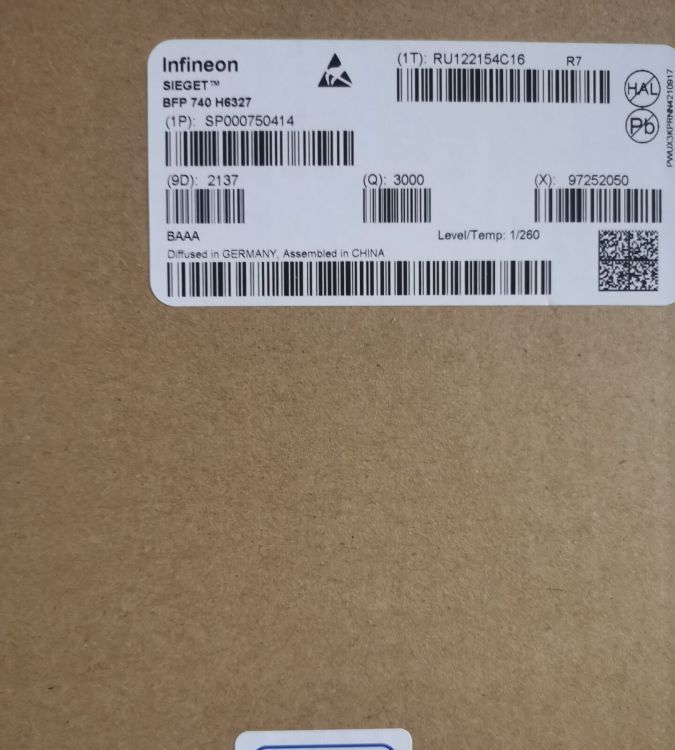 Infineon
SIEGET™
BFP 740 H6327
(1P): SP000750414
(1T): RU122154C16 R7
HAL
Pb
(9D): 2137
(Q): 3000
(X): 97252050
BAAA
Level/Temp: 1/260
Diffused in GERMANY, Assembled in CHINA